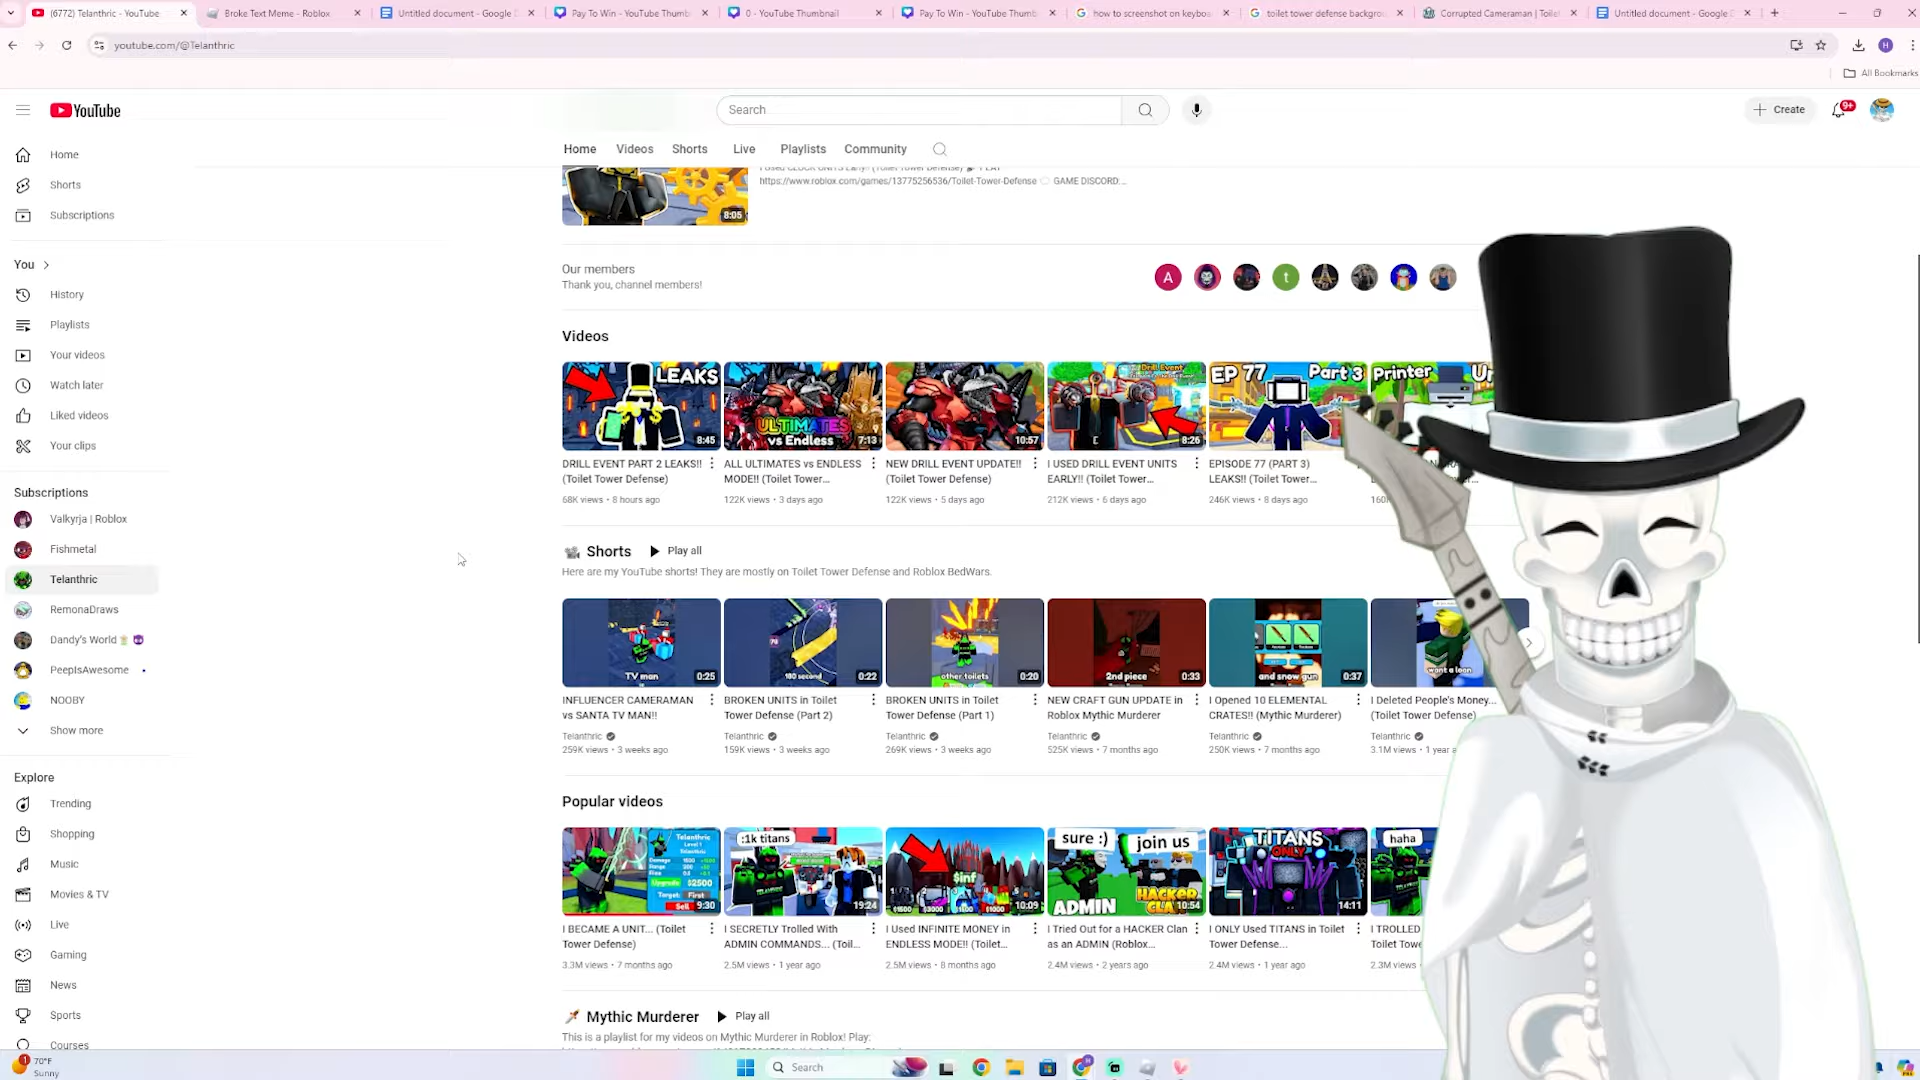 (6772) Telanthric - YouTube
Broke Text Meme - Roblox
Untitled document - Google D
Pay To Win - YouTube Thumb
0 - YouTube Thumbnail
Pay To Win - YouTube Thumb
how to screenshot on keyboa
toilet tower defense backgrou
Corrupted Cameraman | Toilet
Untitled document - Google D
youtube.com/@Telanthric
All Bookmarks
YouTube
Search
Create
9+
Home
Shorts
Subscriptions
You
History
Playlists
Your videos
Watch later
Liked videos
Your clips
Subscriptions
Valkyrja | Roblox
Fishmetal
Telanthric
RemonaDraws
Dandy's World
PeepIsAwesome
NOOBY
Show more
Explore
Trending
Shopping
Music
Movies & TV
Live
Gaming
News
Sports
Courses
Home Videos Shorts Live Playlists Community
https://www.roblox.com/games/13775256536/Toilet-Tower-Defense GAME DISCORD:...
8:05
Our members
Thank you, channel members!
A
t
Videos
LEAKS
8:45
ULTIMATES
vs Endless
7:13
10:57
Drill Event
8:26
EP 77 Part 3
Printer
DRILL EVENT PART 2 LEAKS!!
(Toilet Tower Defense)
68K views • 8 hours ago
ALL ULTIMATES vs ENDLESS
MODE!! (Toilet Tower...
122K views • 3 days ago
NEW DRILL EVENT UPDATE!!
(Toilet Tower Defense)
122K views • 5 days ago
I USED DRILL EVENT UNITS
EARLY!! (Toilet Tower...
212K views • 6 days ago
EPISODE 77 (PART 3)
LEAKS!! (Toilet Tower...
246K views • 8 days ago
160K
Shorts
Play all
Here are my YouTube shorts! They are mostly on Toilet Tower Defense and Roblox BedWars.
TV man
0:25
180 second
0:22
other toilets
0:20
2nd piece
0:33
and snow gun
0:37
want a loan
INFLUENCER CAMERAMAN
vs SANTA TV MAN!!
Telanthric
259K views • 3 weeks ago
BROKEN UNITS in Toilet
Tower Defense (Part 2)
Telanthric
159K views • 3 weeks ago
BROKEN UNITS in Toilet
Tower Defense (Part 1)
Telanthric
269K views • 3 weeks ago
NEW CRAFT GUN UPDATE in
Roblox Mythic Murderer
Telanthric
525K views • 7 months ago
I Opened 10 ELEMENTAL
CRATES!! (Mythic Murderer)
Telanthric
250K views • 7 months ago
I Deleted People's Money...
(Toilet Tower Defense)
Telanthric
3.1M views • 1 year a
Popular videos
Telanthric
Upgrade $2500
Target: First
Sell
9:30
:1k titans
19:24
$inf
10:09
sure :) join us
ADMIN
HACKER
CLAN
10:54
TITANS
ONLY
14:11
haha
I BECAME A UNIT... (Toilet
Tower Defense)
3.3M views • 7 months ago
I SECRETLY Trolled With
ADMIN COMMANDS... (Toil...
2.5M views • 1 year ago
I Used INFINITE MONEY in
ENDLESS MODE!! (Toilet...
2.5M views • 8 months ago
I Tried Out for a HACKER Clan
as an ADMIN (Roblox...
2.4M views • 2 years ago
I ONLY Used TITANS in Toilet
Tower Defense...
2.4M views • 1 year ago
I TROLLED
Toilet Towe
2.3M views
Mythic Murderer
Play all
This is a playlist for my videos on Mythic Murderer in Roblox! Play:
70°F
Sunny
Search